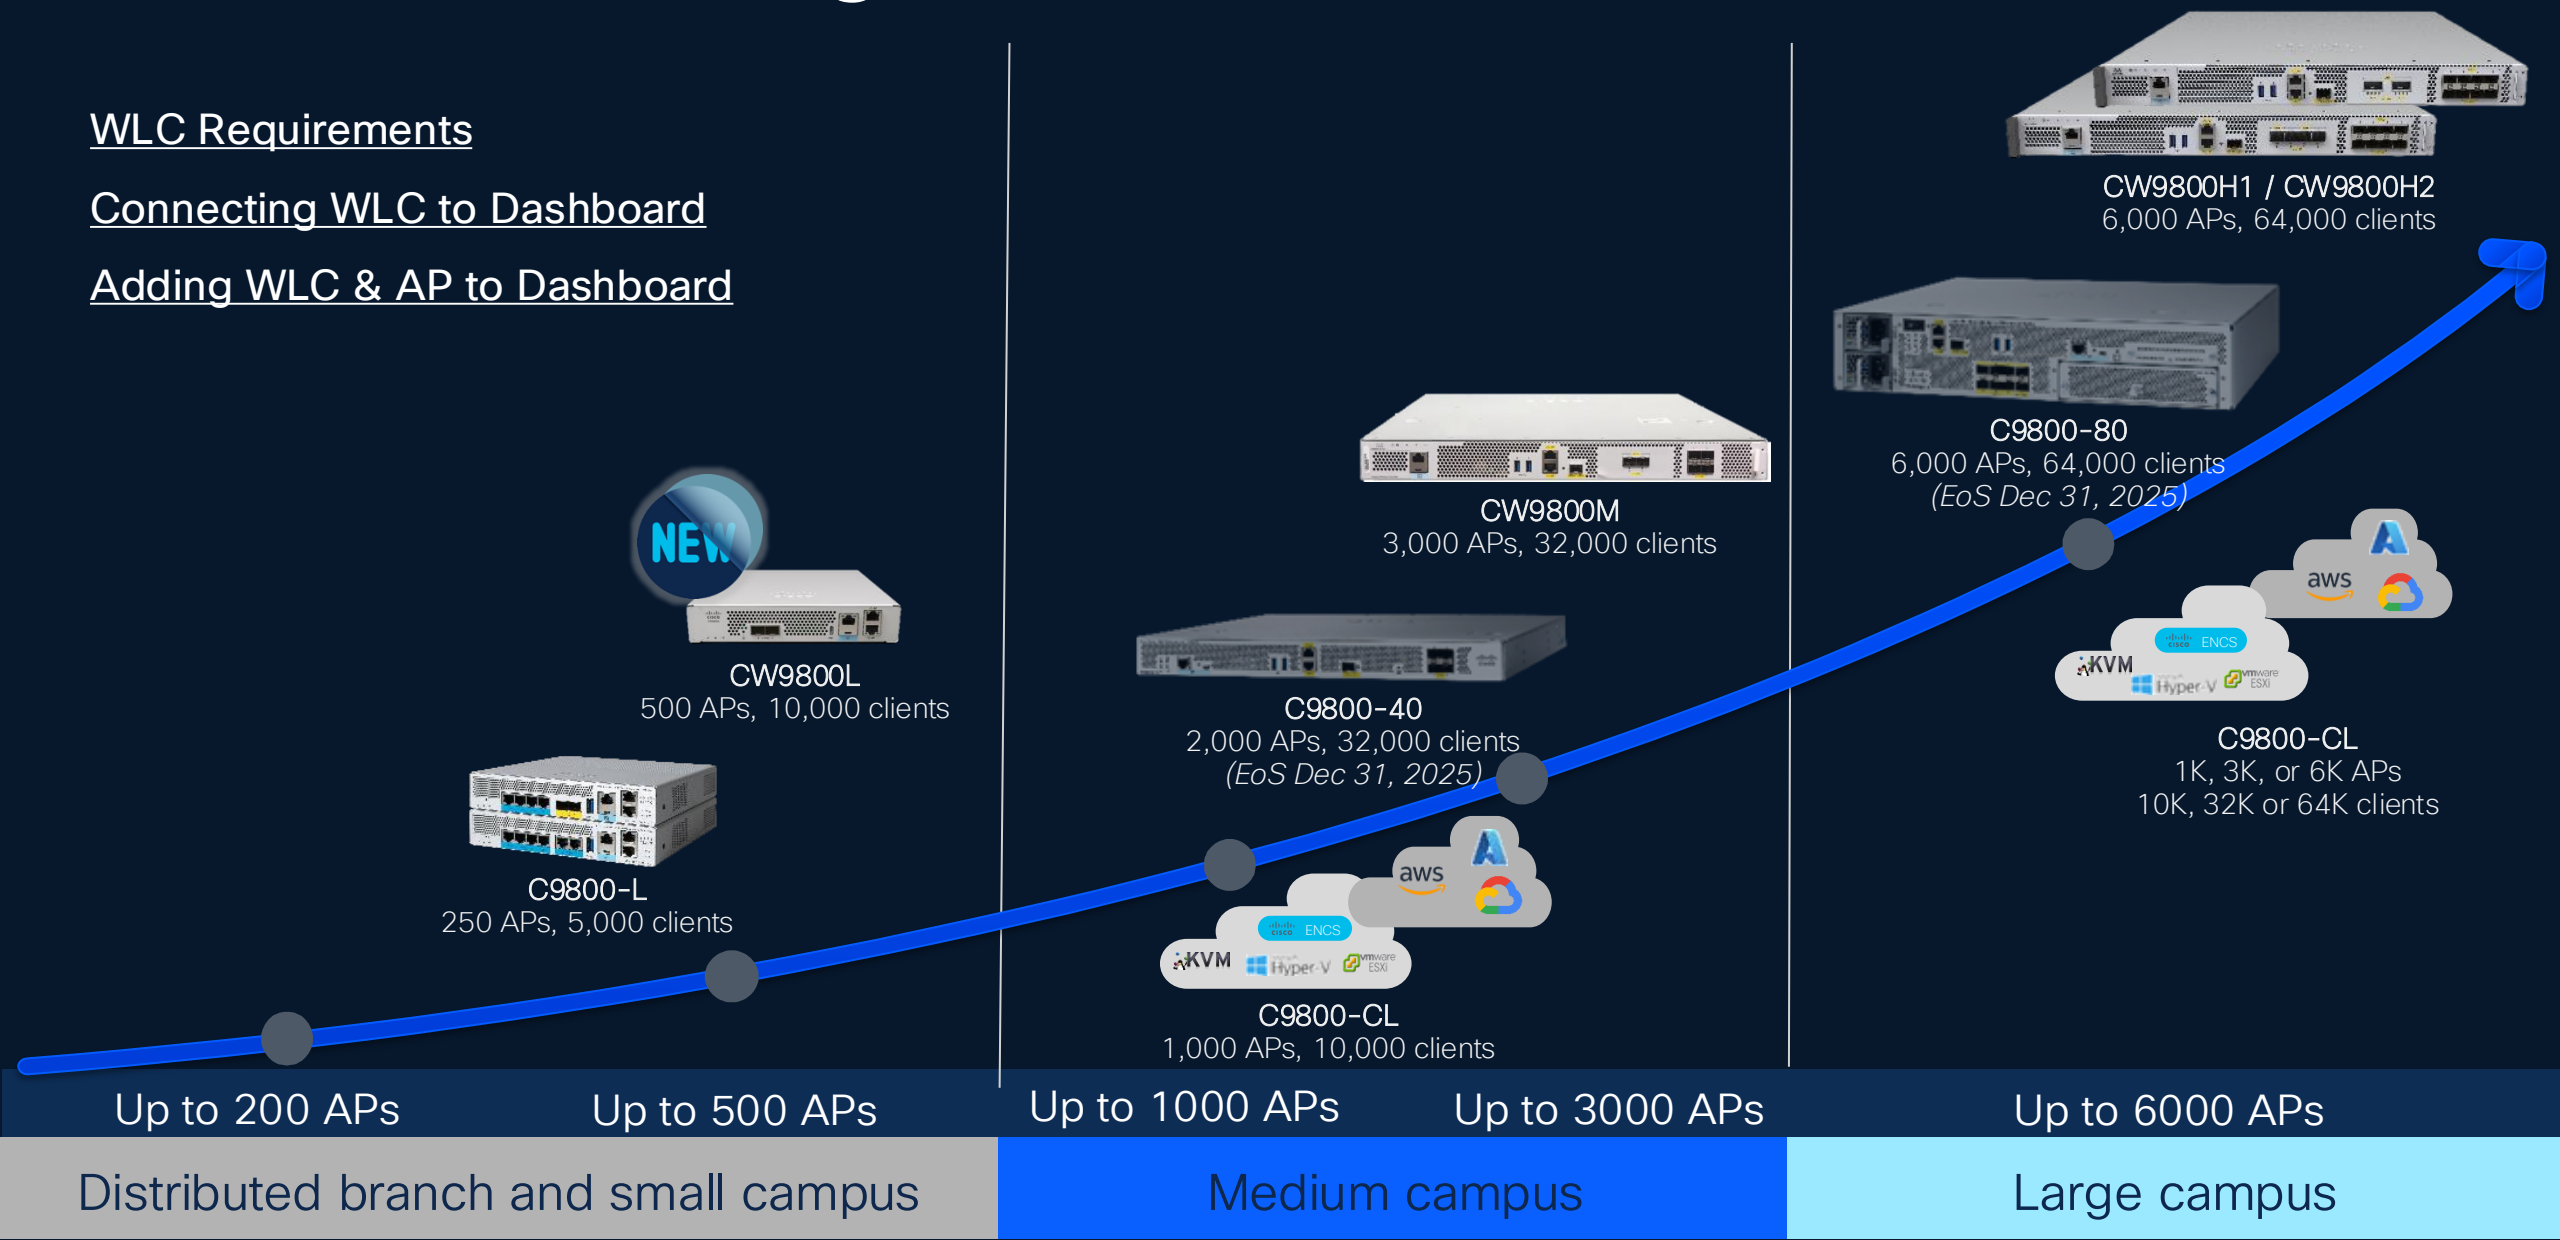 WLC Requirements
Connecting WLC to Dashboard
Adding WLC & AP to Dashboard
NEW
CW9800L
500 APs, 10,000 clients
C9800-L
250 APs, 5,000 clients
CW9800M
3,000 APs, 32,000 clients
C9800-40
2,000 APs, 32,000 clients
(EoS Dec 31, 2025)
aws
cisco ENCS
KVM
Hyper-V
vmware
ESXi
C9800-CL
1,000 APs, 10,000 clients
CW9800H1 / CW9800H2
6,000 APs, 64,000 clients
C9800-80
6,000 APs, 64,000 clients
(EoS Dec 31, 2025)
aws
cisco ENCS
KVM
Hyper-V
vmware
ESXi
C9800-CL
1K, 3K, or 6K APs
10K, 32K or 64K clients
Up to 200 APs
Up to 500 APs
Up to 1000 APs
Up to 3000 APs
Up to 6000 APs
Distributed branch and small campus
Medium campus
Large campus